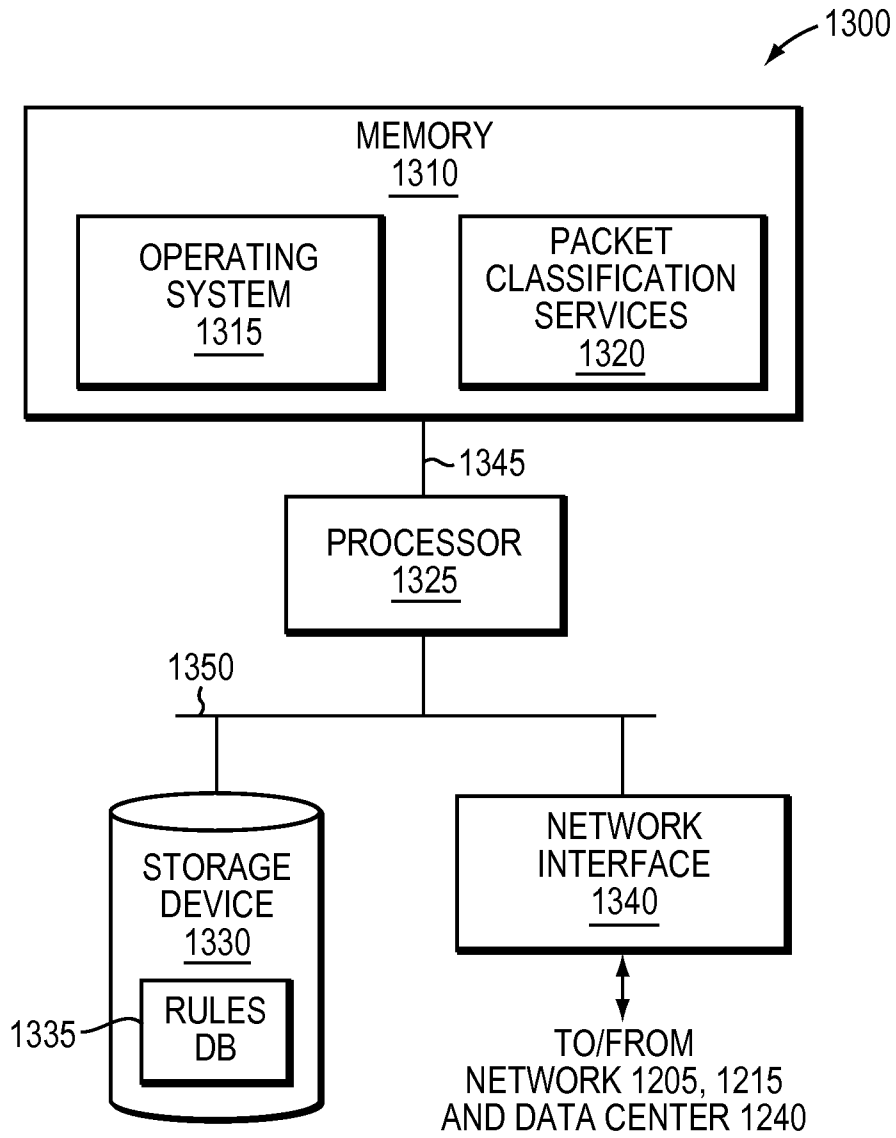 1300
MEMORY
1310
OPERATING
SYSTEM
1315
PACKET
CLASSIFICATION
SERVICES
1320
1345
PROCESSOR
1325
1350
STORAGE
DEVICE
1330
1335
RULES
DB
NETWORK
INTERFACE
1340
TO/FROM
NETWORK 1205, 1215
AND DATA CENTER 1240